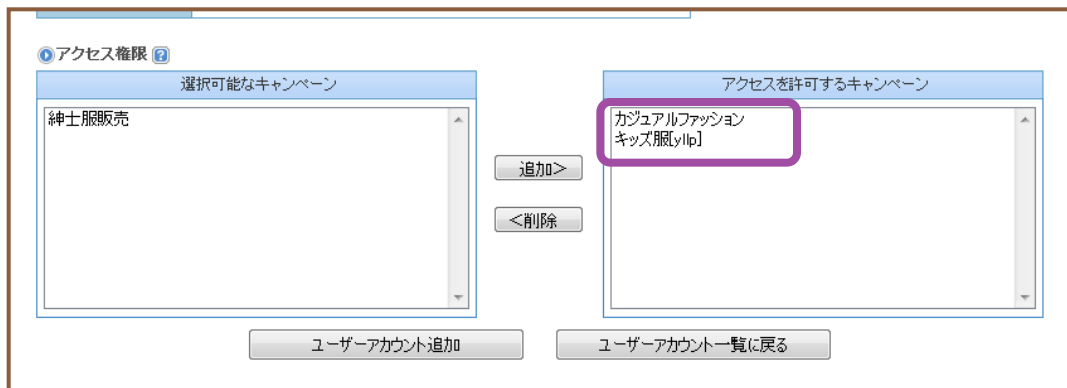 アクセス権限
選択可能なキャンペーン
紳士服販売
追加>
<削除
アクセスを許可するキャンペーン
カジュアルファッション
キッズ服[yllp]
ユーザーアカウント追加
ユーザーアカウント一覧に戻る